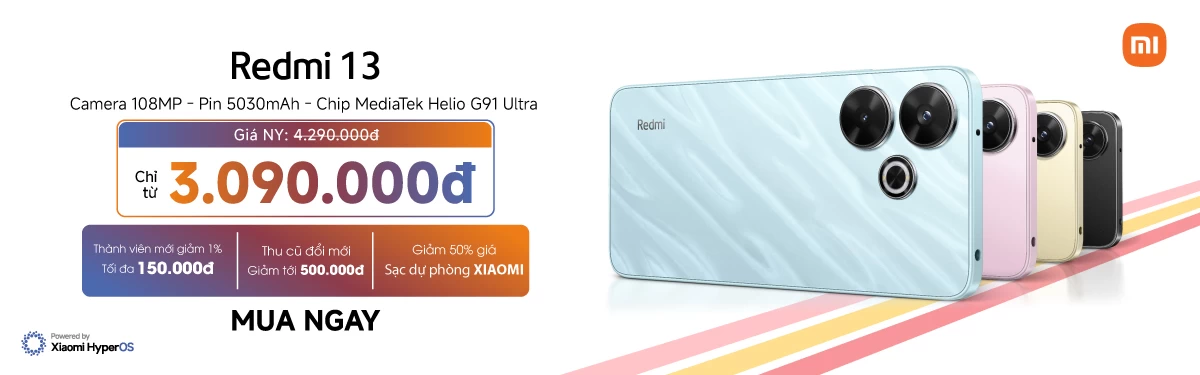 Redmi 13
Camera 108MP - Pin 5030mAh - Chip MediaTek Helio G91 Ultra
Giá NY: 4.290.000đ
Chỉ từ
3.090.000đ
Thành viên mới giảm 1%
Tối đa 150.000đ
Thu cũ đổi mới
Giảm tới 500.000đ
Giảm 50% giá
Sạc dự phòng XIAOMI
MUA NGAY
Powered by
Xiaomi HyperOS
Redmi
mi